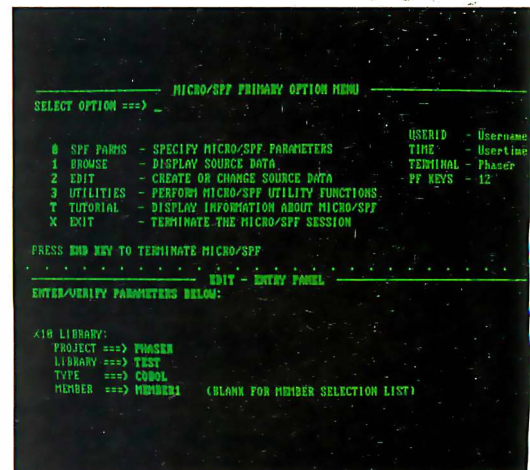 MICRO/SPF PRIMARY OPTION MENU
SELECT OPTION ===> _
USERID - Username
0 SPF PARMS - SPECIFY MICRO/SPF PARAMETERS TIME - Usertime
1 BROWSE - DISPLAY SOURCE DATA TERMINAL - Phaser
2 EDIT - CREATE OR CHANGE SOURCE DATA PF KEYS - 12
3 UTILITIES - PERFORM MICRO/SPF UTILITY FUNCTIONS
T TUTORIAL - DISPLAY INFORMATION ABOUT MICRO/SPF
X EXIT - TERMINATE THE MICRO/SPF SESSION
PRESS END KEY TO TERMINATE MICRO/SPF
EDIT - ENTRY PANEL
ENTER/VERIFY PARAMETERS BELOW:
LIBRARY:
PROJECT ===> PHASER
LIBRARY ===> TEST
TYPE ===> COBOL
MEMBER ===> MEMBER1 (BLANK FOR MEMBER SELECTION LIST)